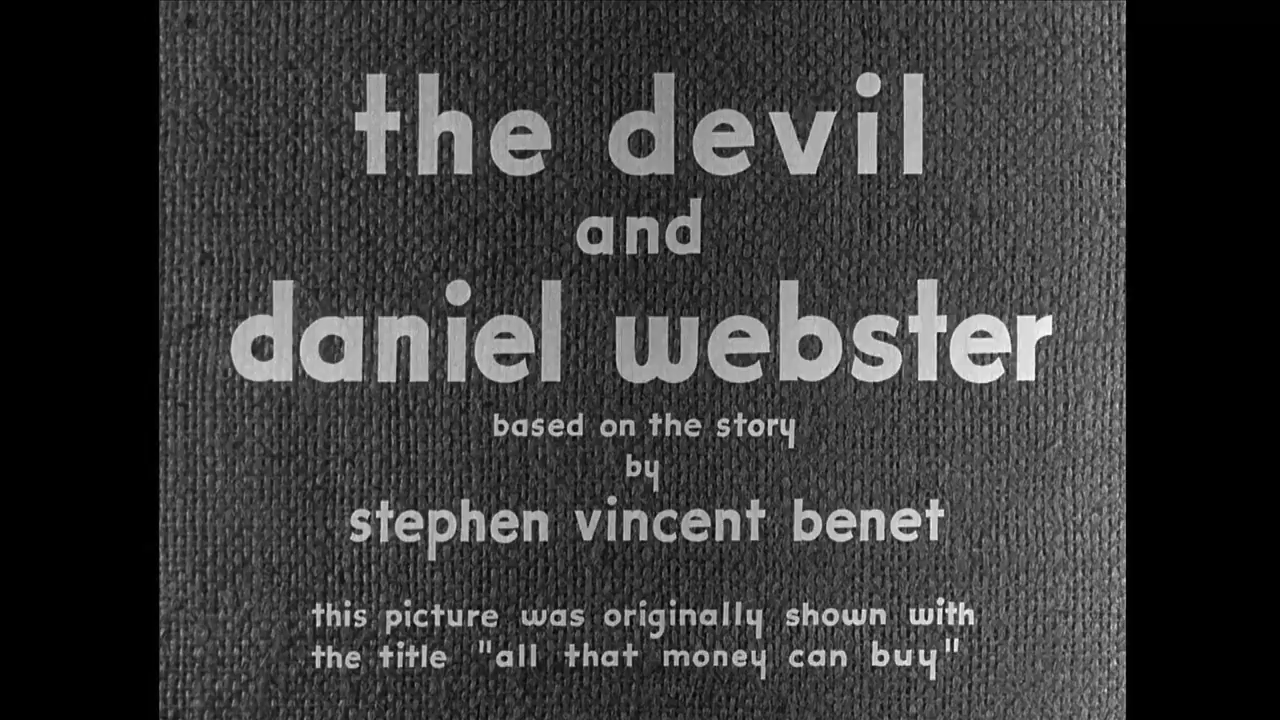 the devil
and
daniel webster
based on the story
by
stephen vincent benet
this picture was originally shown with
the title "all that money can buy"